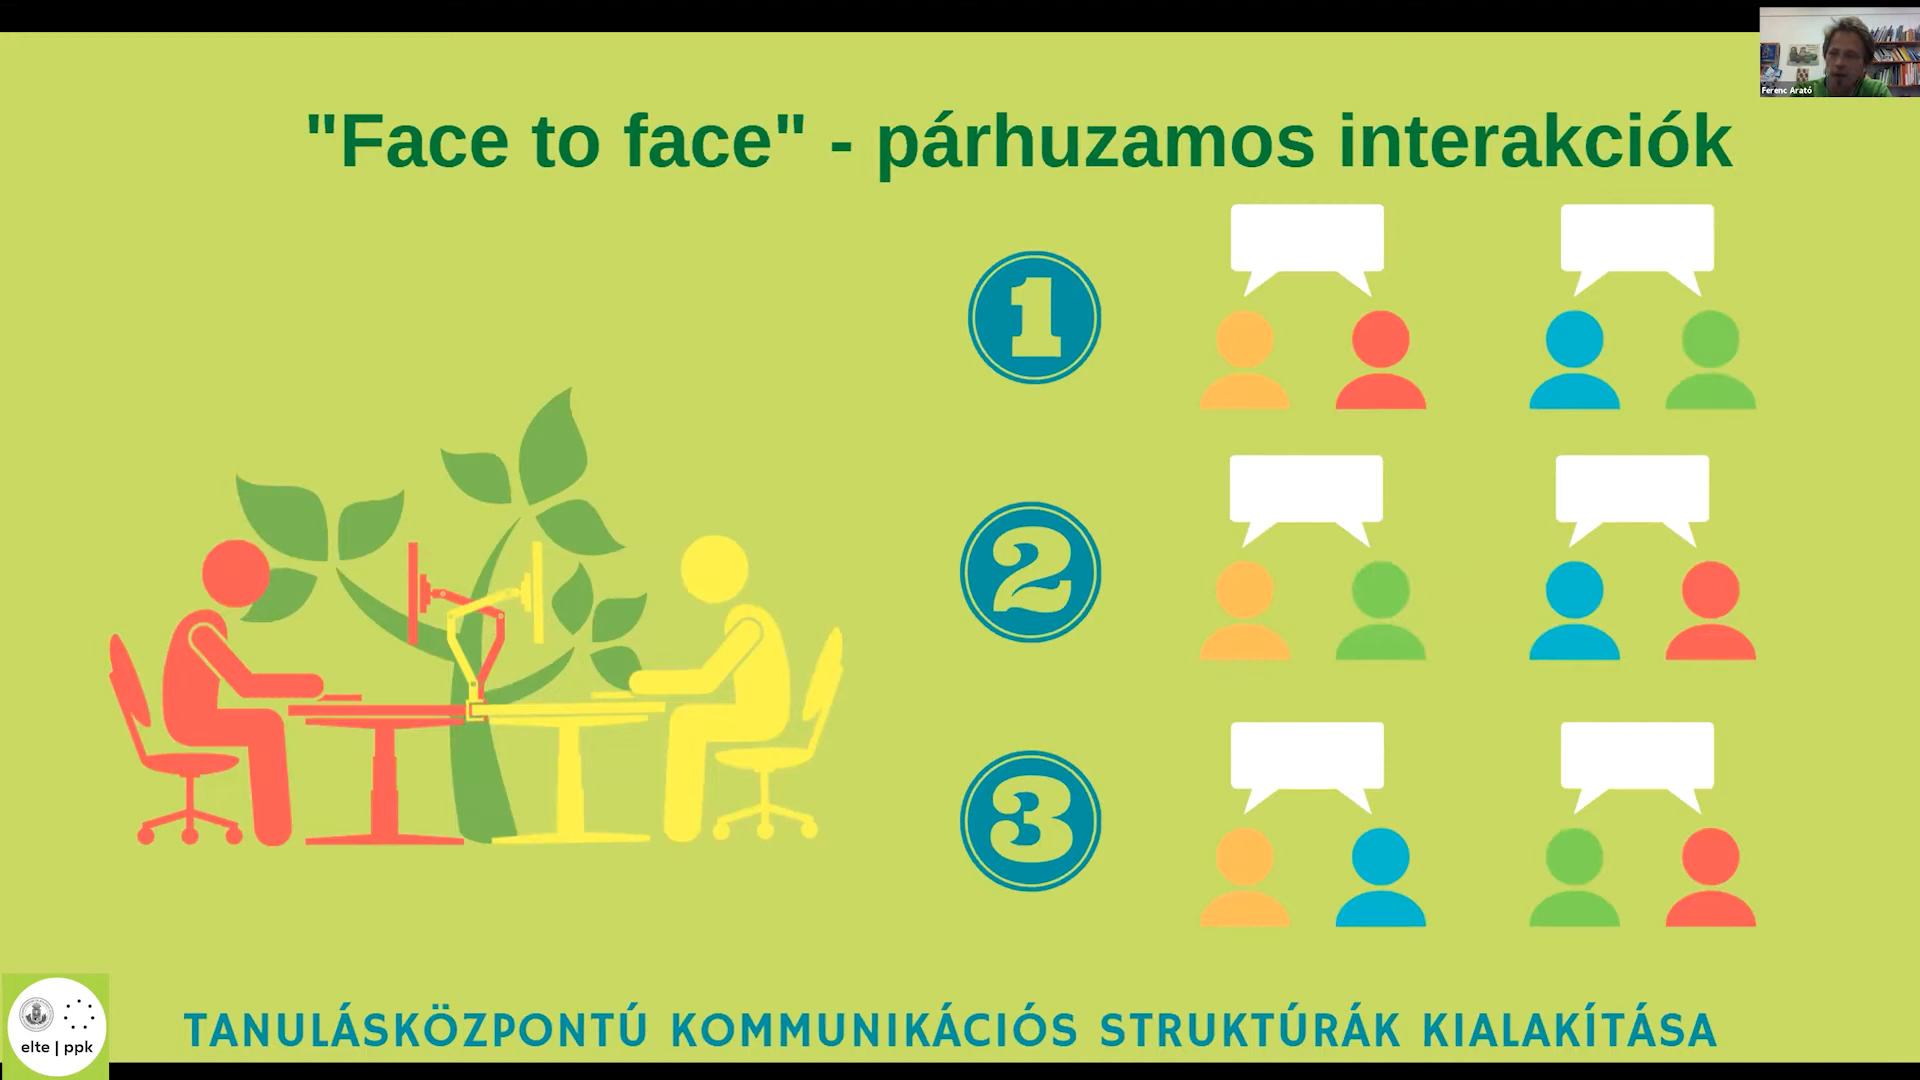 Ferenc Arató
"Face to face" - párhuzamos interakciók
1
2
3
elte | ppk
TANULÁSKÖZPONTÚ KOMMUNIKÁCIÓS STRUKTÚRÁK KIALAKÍTÁSA